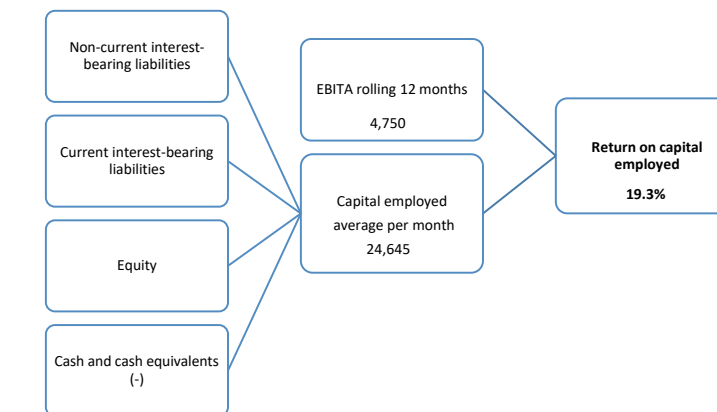 Non-current interest-
bearing liabilities
Current interest-bearing
liabilities
Equity
Cash and cash equivalents
(-)
EBITA rolling 12 months
4,750
Capital employed
average per month
24,645
Return on capital
employed
19.3%